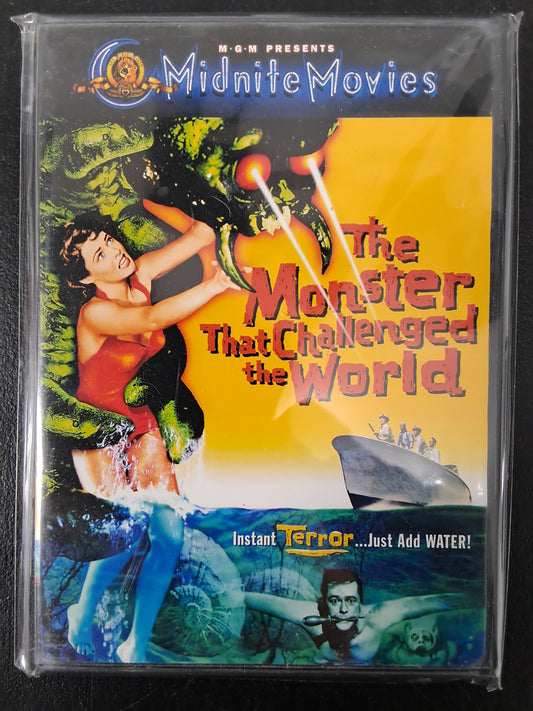 M·G·M PRESENTS
Midnite Movies
The
Monster
That Challenged
the World
Instant Terror...Just Add WATER!